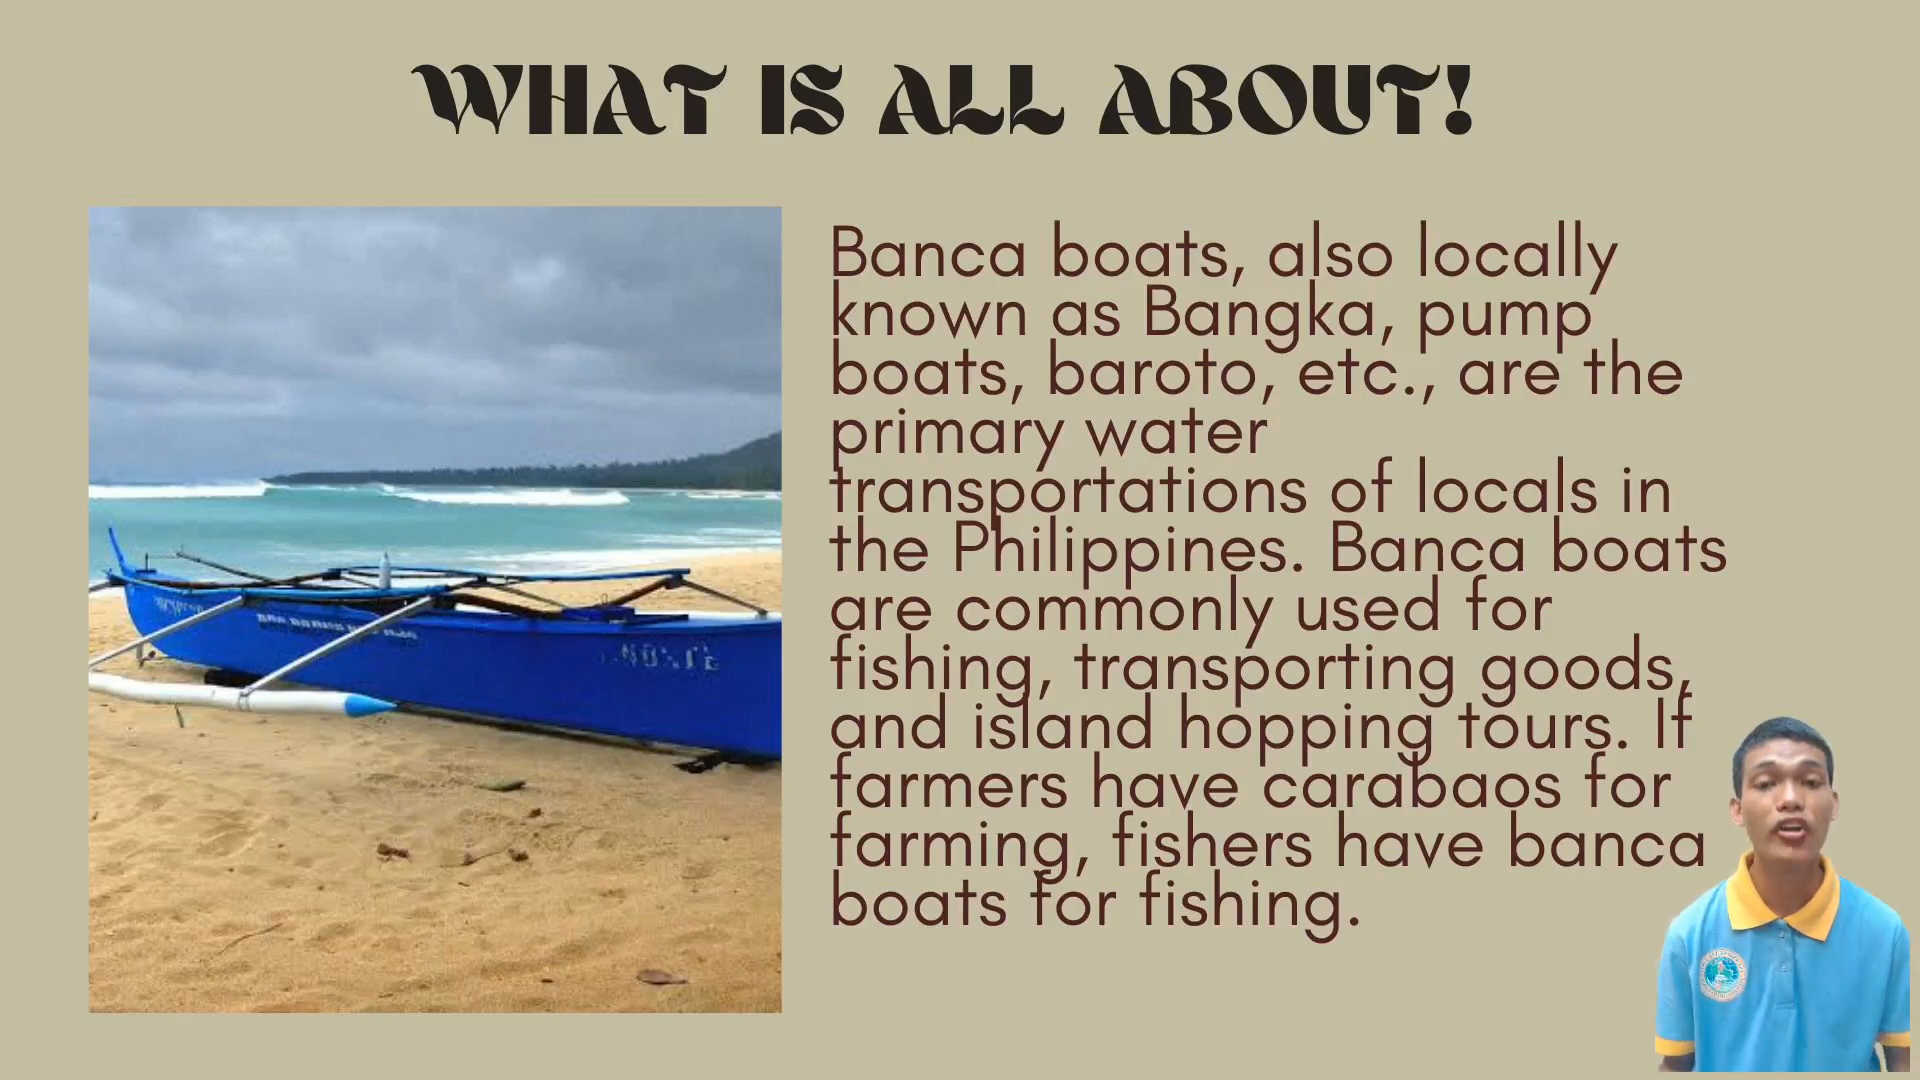 WHAT IS ALL ABOUT!
Banca boats, also locally
known as Bangka, pump
boats, baroto, etc., are the
primary water
transportations of locals in
the Philippines. Banca boats
are commonly used for
fishing, transporting goods,
and island hopping tours. If
farmers have carabaos for
farming, fishers have banca
boats for fishing.